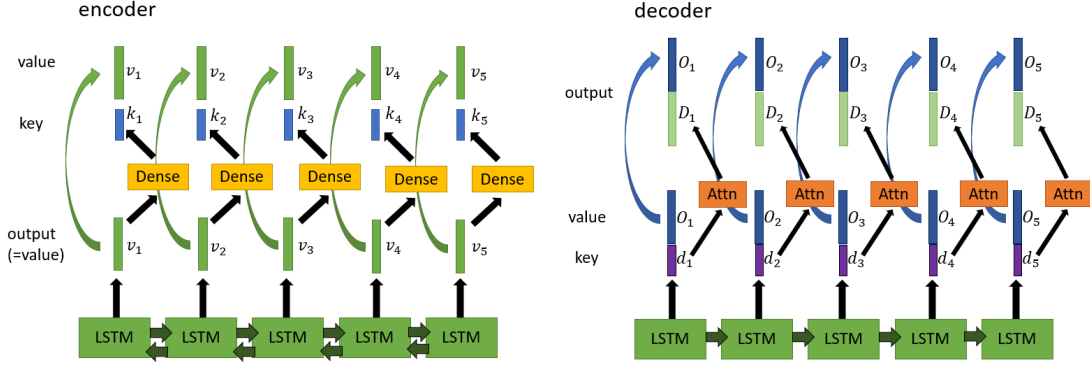 encoder
value
v1 v2 v3 v4 v5
key
k1 k2 k3 k4 k5
Dense Dense Dense Dense Dense
output
(=value)
v1 v2 v3 v4 v5
LSTM LSTM LSTM LSTM LSTM
decoder
O1 O2 O3 O4 O5
output
D1 D2 D3 D4 D5
Attn Attn Attn Attn Attn
value
O1 O2 O3 O4 O5
key
d1 d2 d3 d4 d5
LSTM LSTM LSTM LSTM LSTM